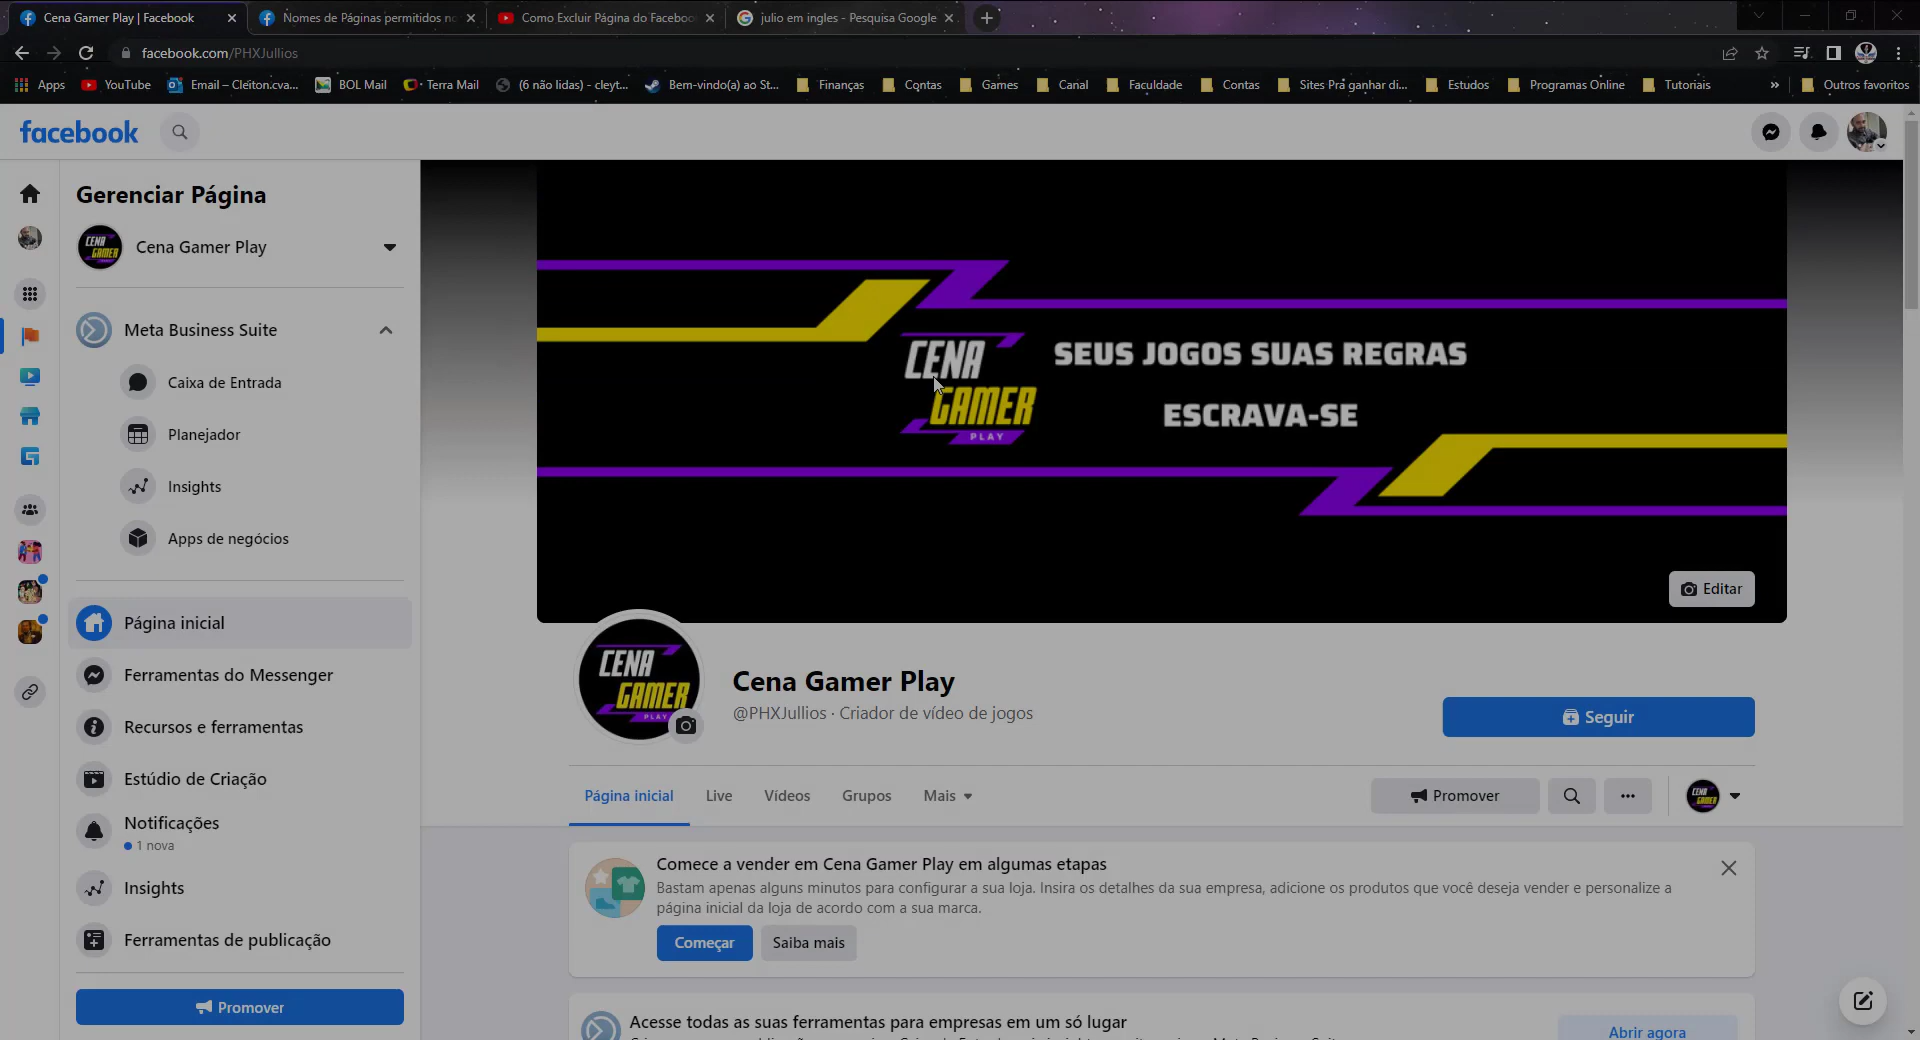 Cena Gamer Play | Facebook
Nomes de Páginas permitidos no
Como Excluir Página do Faceboo
julio em ingles - Pesquisa Google
facebook.com/PHXJullios
Apps
YouTube
Email – Cleiton.cva...
BOL Mail
Terra Mail
(6 não lidas) - cleyt...
Bem-vindo(a) ao St...
Finanças
Contas
Games
Canal
Faculdade
Contas
Sites Pra ganhar di...
Estudos
Programas Online
Tutoriais
»
Outros favoritos
facebook
Gerenciar Página
CENA GAMER
Cena Gamer Play
Meta Business Suite
Caixa de Entrada
Planejador
Insights
Apps de negócios
Página inicial
Ferramentas do Messenger
Recursos e ferramentas
Estúdio de Criação
Notificações
1 nova
Insights
Ferramentas de publicação
Promover
CENA
GAMER
PLAY
SEUS JOGOS SUAS REGRAS
ESCRAVA-SE
Editar
CENA
GAMER
PLAY
Cena Gamer Play
@PHXJullios · Criador de vídeo de jogos
Seguir
Página inicial
Live
Vídeos
Grupos
Mais
Promover
CENA GAMER
Comece a vender em Cena Gamer Play em algumas etapas
Bastam apenas alguns minutos para configurar a sua loja. Insira os detalhes da sua empresa, adicione os produtos que você deseja vender e personalize a
página inicial da loja de acordo com a sua marca.
Começar
Saiba mais
Acesse todas as suas ferramentas para empresas em um só lugar
Abrir agora